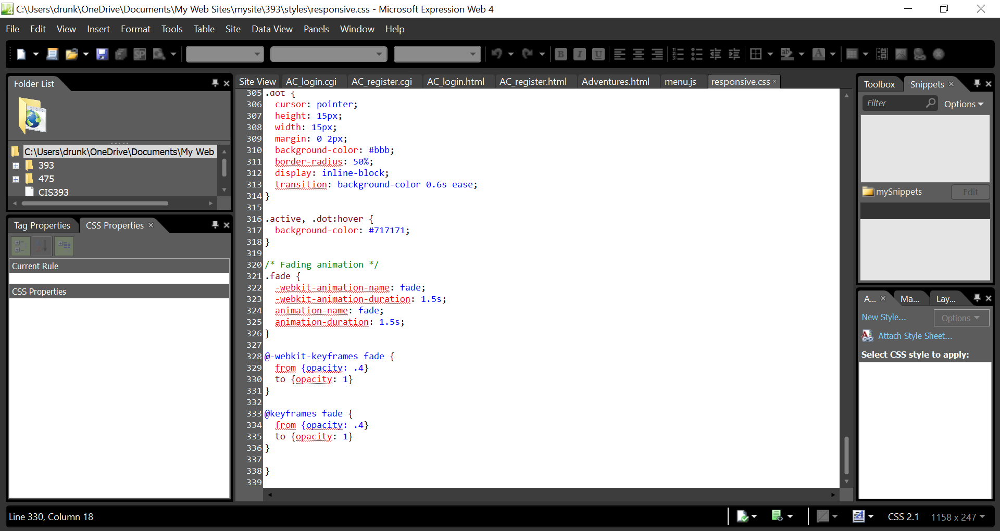 C:\Users\drunk\OneDrive\Documents\My Web Sites\mysite\393\styles\responsive.css - Microsoft Expression Web 4
File Edit View Insert Format Tools Table Site Data View Panels Window Help
Folder List
C:\Users\drunk\OneDrive\Documents\My Web
393
475
CIS393
Tag Properties CSS Properties
Current Rule
CSS Properties
Site View AC_login.cgi AC_register.cgi AC_login.html AC_register.html Adventures.html menu.js responsive.css
305 .dot {
306 cursor: pointer;
307 height: 15px;
308 width: 15px;
309 margin: 0 2px;
310 background-color: #bbb;
311 border-radius: 50%;
312 display: inline-block;
313 transition: background-color 0.6s ease;
314 }
315
316 .active, .dot:hover {
317 background-color: #717171;
318 }
319
320 /* Fading animation */
321 .fade {
322 -webkit-animation-name: fade;
323 -webkit-animation-duration: 1.5s;
324 animation-name: fade;
325 animation-duration: 1.5s;
326 }
327
328 @-webkit-keyframes fade {
329 from {opacity: .4}
330 to {opacity: 1}
331 }
332
333 @keyframes fade {
334 from {opacity: .4}
335 to {opacity: 1}
336 }
337
338 }
339
Toolbox Snippets
Filter Options
mySnippets Edit
A... Ma... Lay...
New Style... Options
Attach Style Sheet...
Select CSS style to apply:
Line 330, Column 18
CSS 2.1 1158 x 247